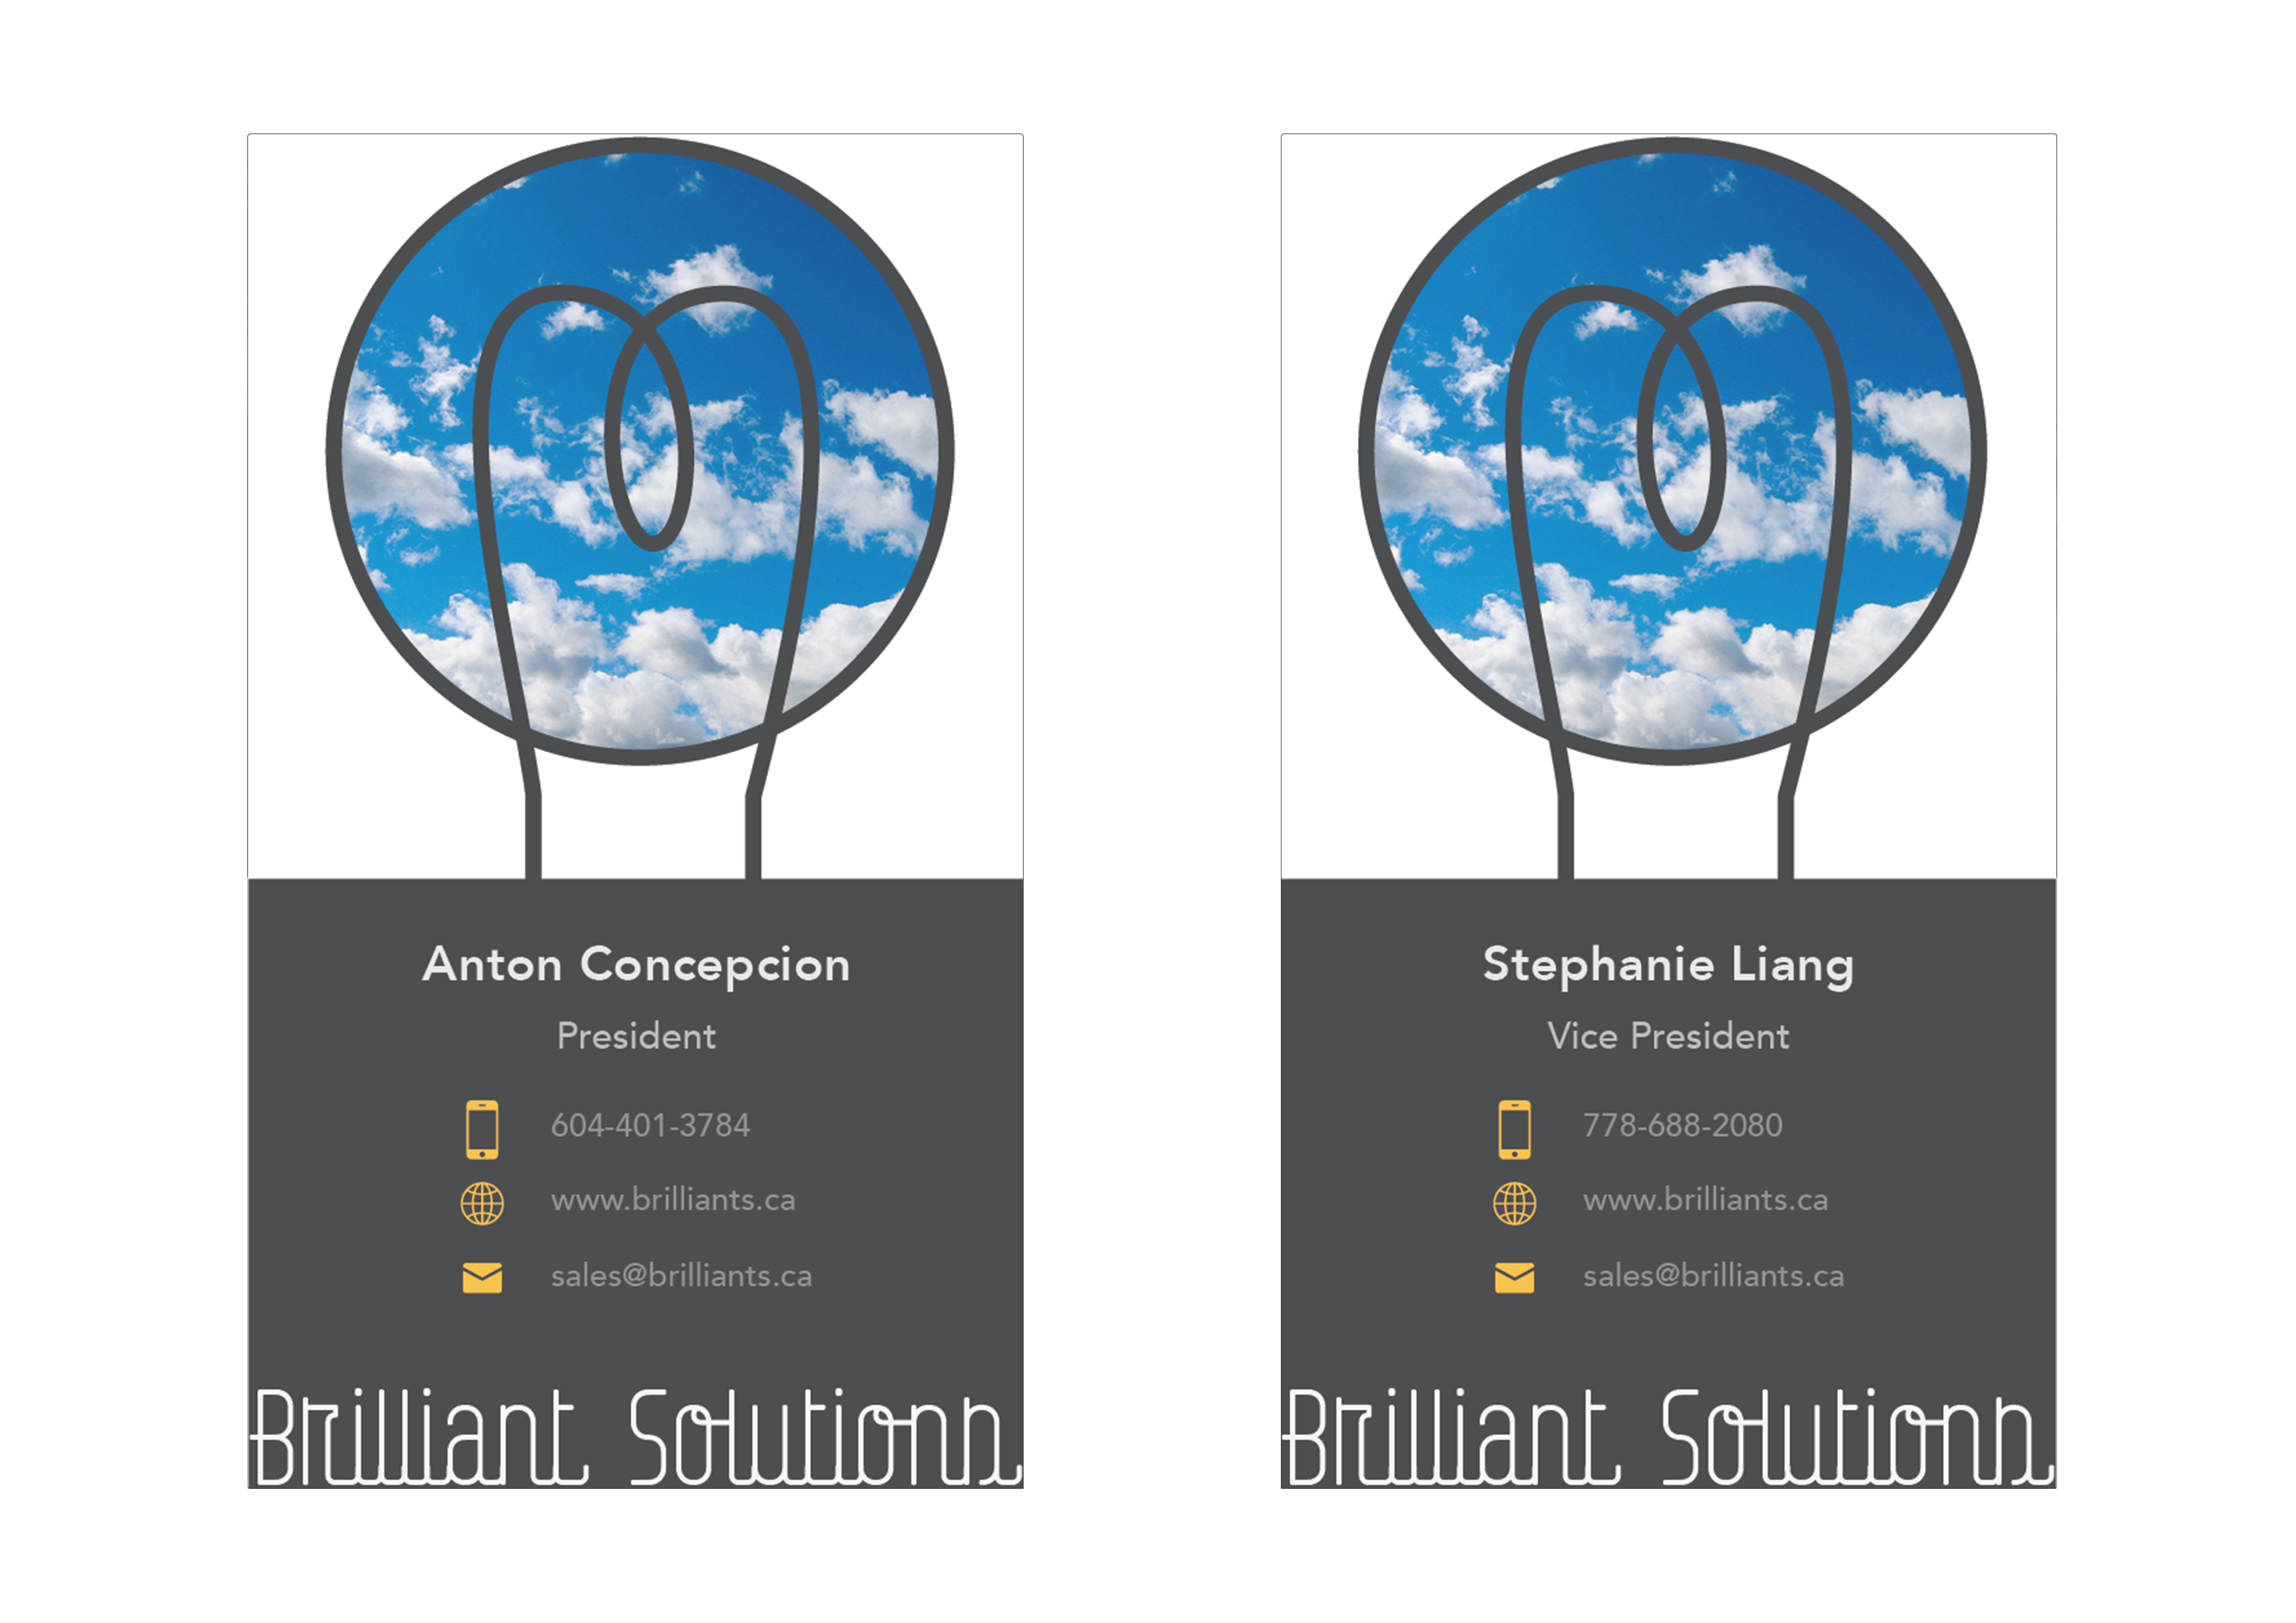 Anton Concepcion
President
604-401-3784
www.brilliants.ca
sales@brilliants.ca
Brilliant Solutions
Stephanie Liang
Vice President
778-688-2080
www.brilliants.ca
sales@brilliants.ca
Brilliant Solutions